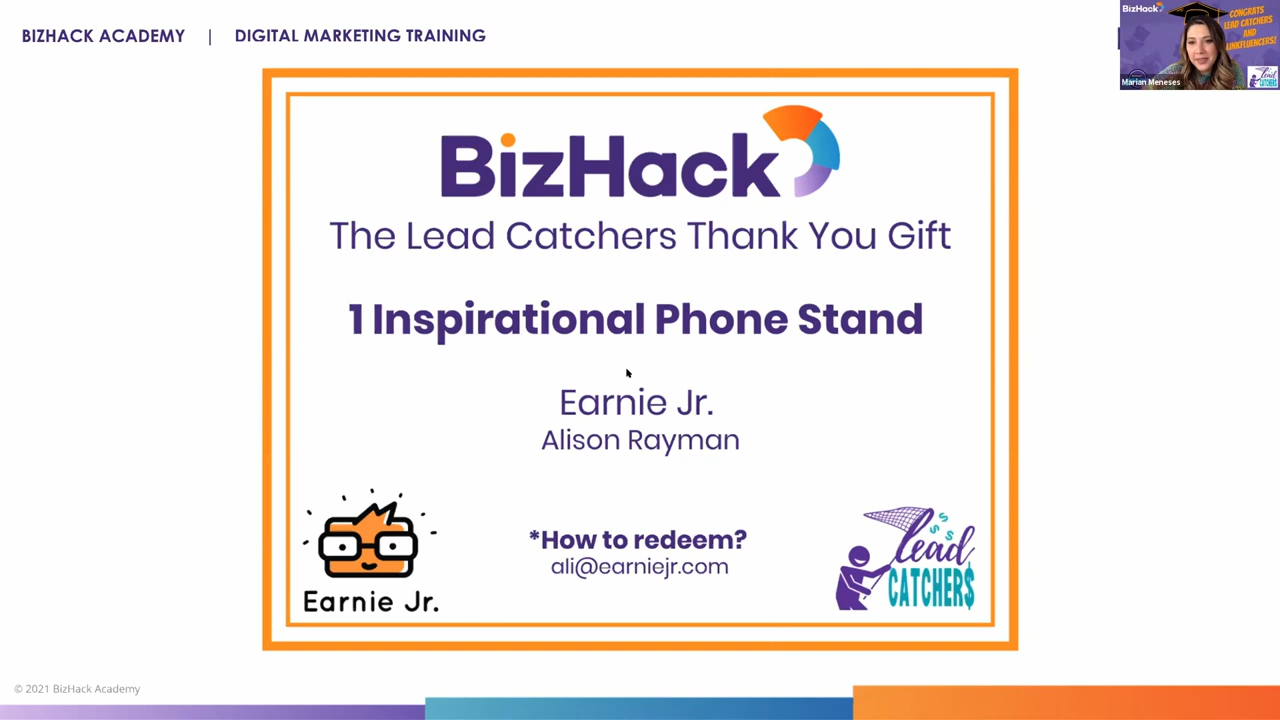 BIZHACK ACADEMY | DIGITAL MARKETING TRAINING
BizHack
CONGRATS
LEAD CATCHERS
AND
LINKFLUENCERS!
Marian Meneses
lead
CATCHERS
BizHack
The Lead Catchers Thank You Gift
1 Inspirational Phone Stand
Earnie Jr.
Alison Rayman
*How to redeem?
ali@earniejr.com
Earnie Jr.
lead
CATCHER$
© 2021 BizHack Academy